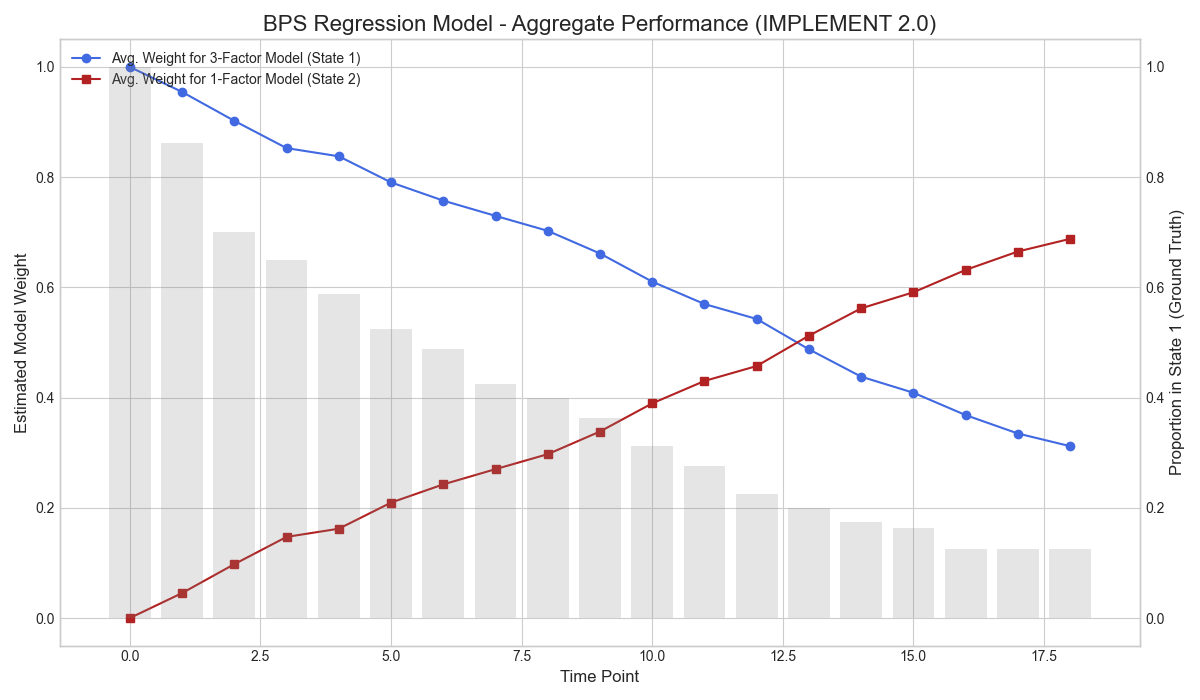 BPS Regression Model - Aggregate Performance (IMPLEMENT 2.0)
Avg. Weight for 3-Factor Model (State 1)
Avg. Weight for 1-Factor Model (State 2)
Estimated Model Weight
1.0
0.8
0.6
0.4
0.2
0.0
1.0
0.8
0.6
0.4
0.2
0.0
Proportion in State 1 (Ground Truth)
0.0 2.5 5.0 7.5 10.0 12.5 15.0 17.5
Time Point